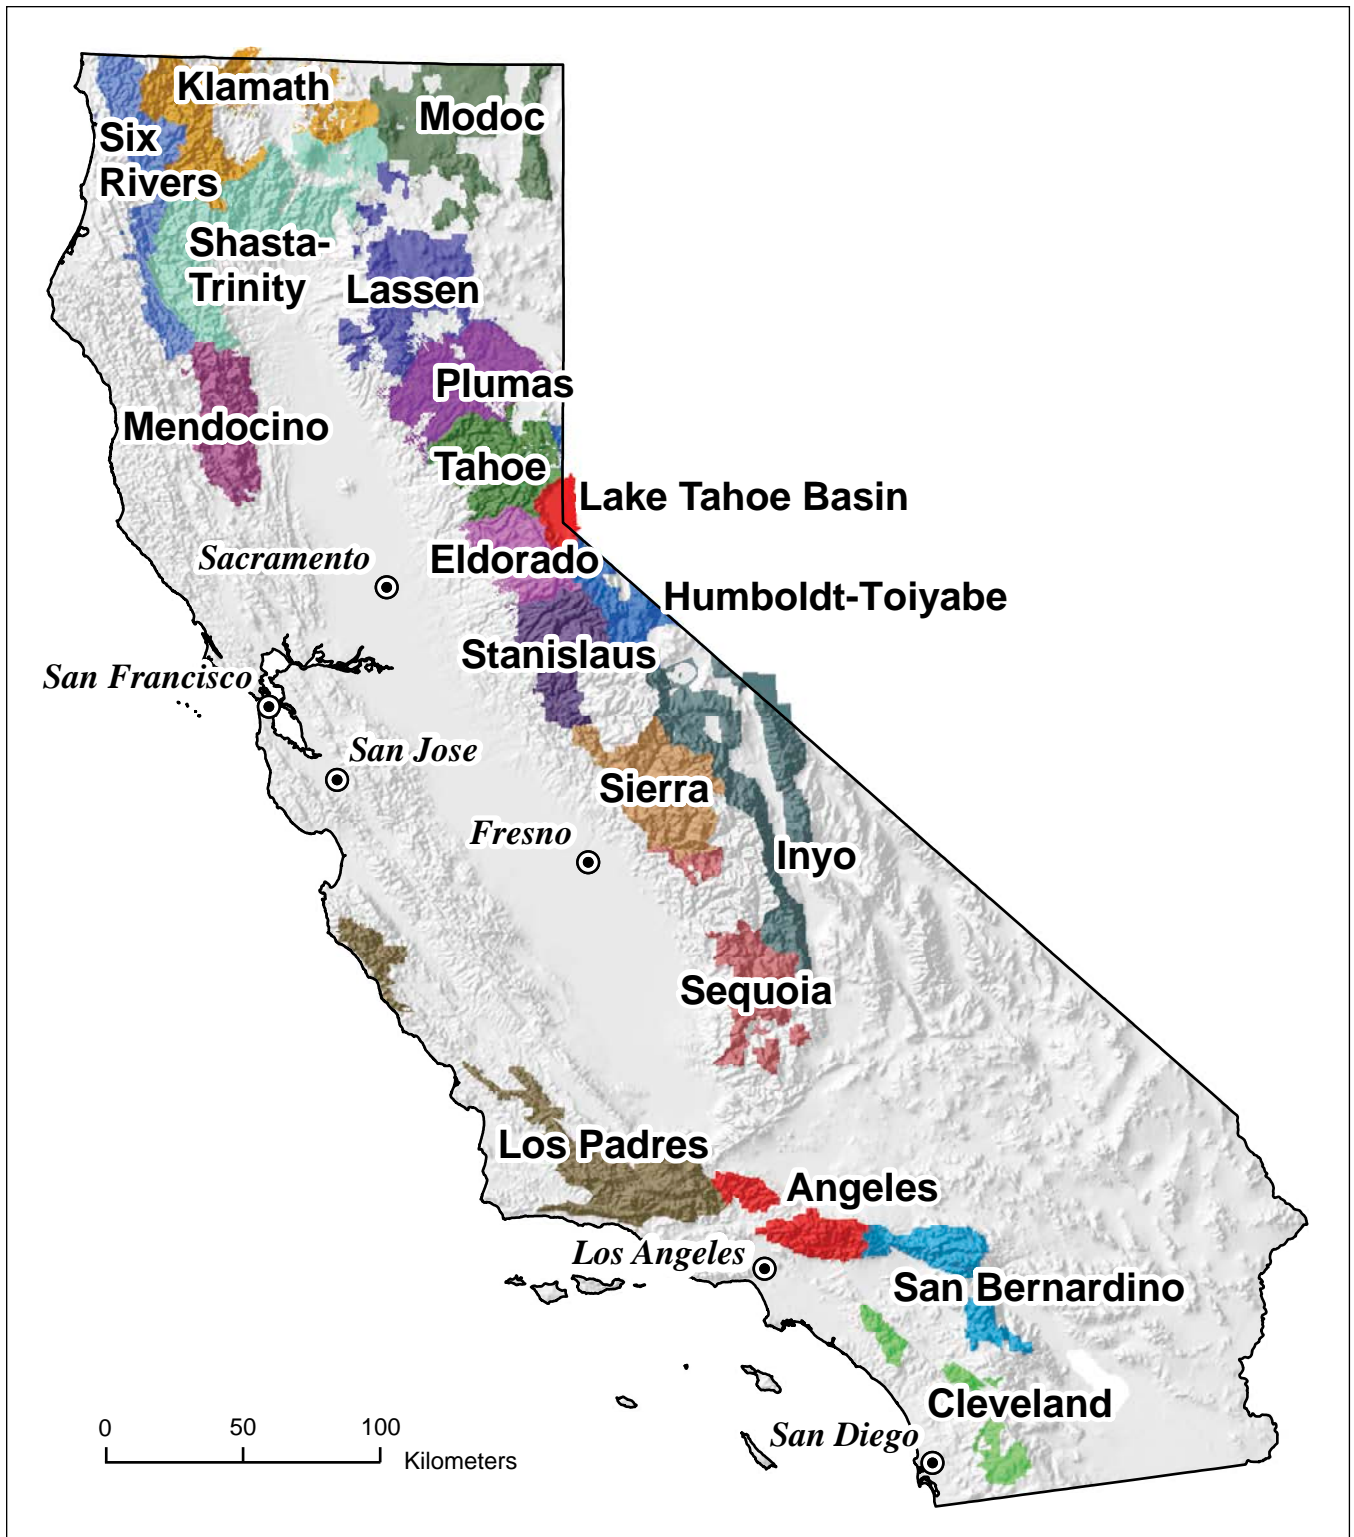 Klamath
Modoc
Six
Rivers
Shasta-
Trinity
Lassen
Plumas
Mendocino
Tahoe
Lake Tahoe Basin
Sacramento
Eldorado
Humboldt-Toiyabe
Stanislaus
San Francisco
San Jose
Sierra
Fresno
Inyo
Sequoia
Los Padres
Angeles
Los Angeles
San Bernardino
Cleveland
San Diego
0 50 100
Kilometers